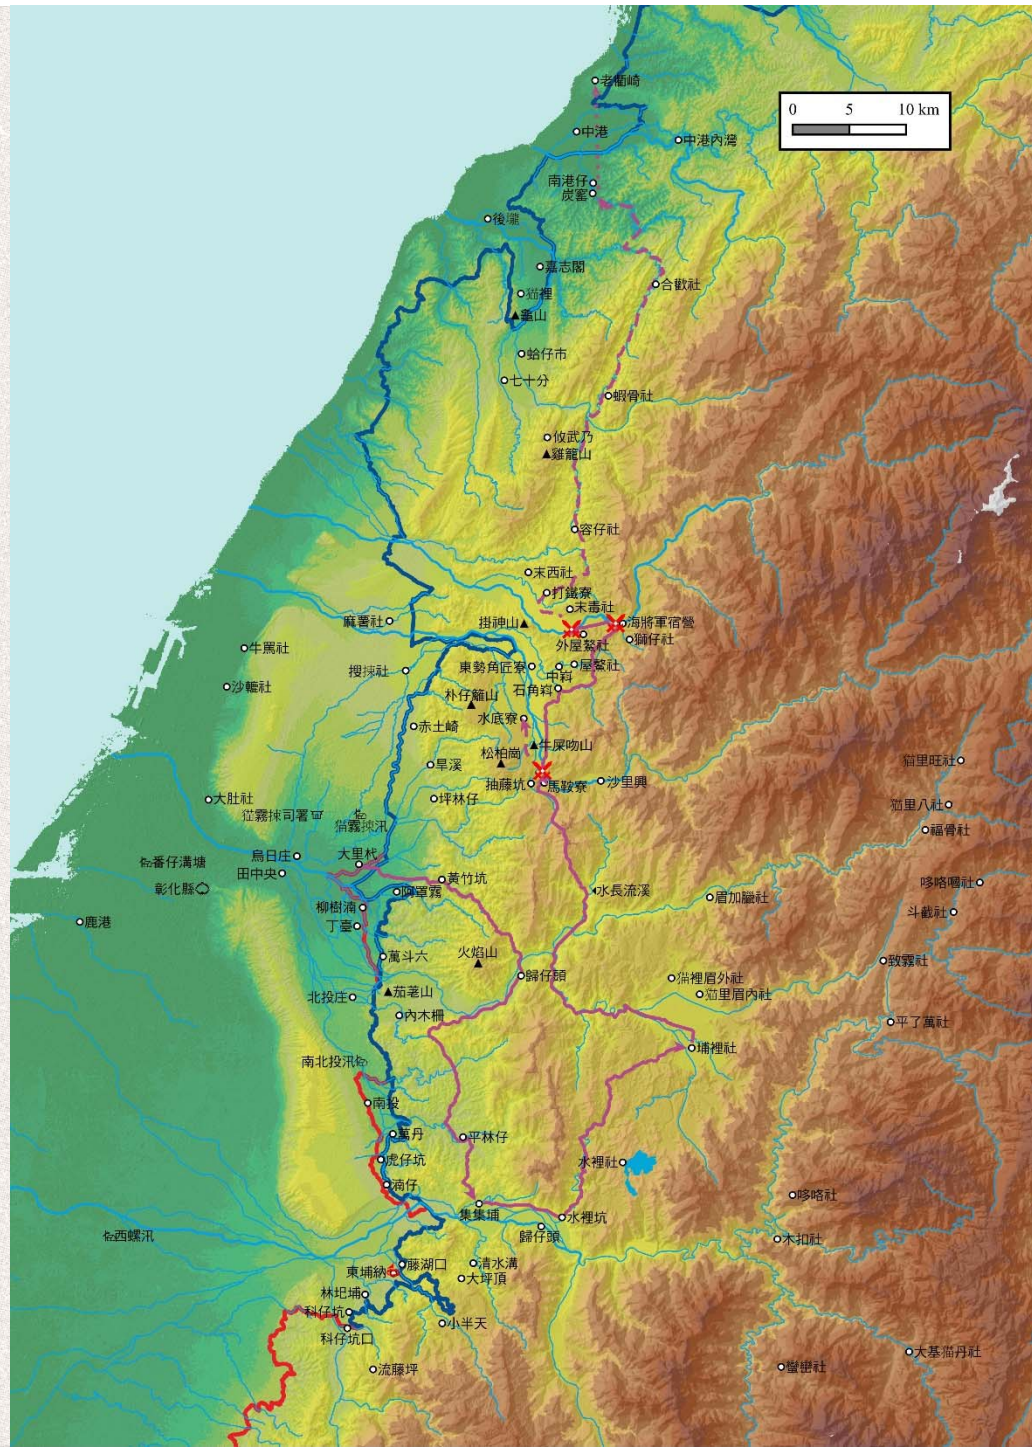 老衢崎
0 5 10 km
中港
中港內灣
南港仔
炭窰
後壠
嘉志閣
合歡社
猫裡
龜山
蛤仔市
七十分
蝦骨社
攸武乃
雞籠山
容仔社
末西社
打鐵寮
末毒社
麻薯社
掛神山
海將軍宿營
外屋鰲社
獅仔社
牛罵社
搜揀社
東勢角匠寮
屋鰲社
中嵙
沙轆社
石角嵙
朴仔籬山
水底寮
赤土崎
牛屎吻山
松柏崗
旱溪
猫里旺社
抽藤坑
馬鞍寮
沙里興
大肚社
坪林仔
猫里八社
猫霧捒司署
猫霧捒汛
福骨社
烏日庄
大里杙
番仔溝塘
田中央
黃竹坑
彰化縣
阿罩霧
水長流溪
眉加臘社
哆咯嘓社
鹿港
柳樹湳
斗截社
丁臺
萬斗六
火焰山
致霧社
歸仔頭
猫裡眉外社
北投庄
茄荖山
猫里眉內社
內木柵
平了萬社
埔裡社
南北投汛
南投
萬丹
平林仔
虎仔坑
水裡社
湳仔
哆咯社
集集埔
水裡坑
歸仔頭
西螺汛
木扣社
東埔納
藤湖口
清水溝
大坪頂
林圯埔
科仔坑
小半天
科仔坑口
大基猫丹社
流藤坪
蠻巒社